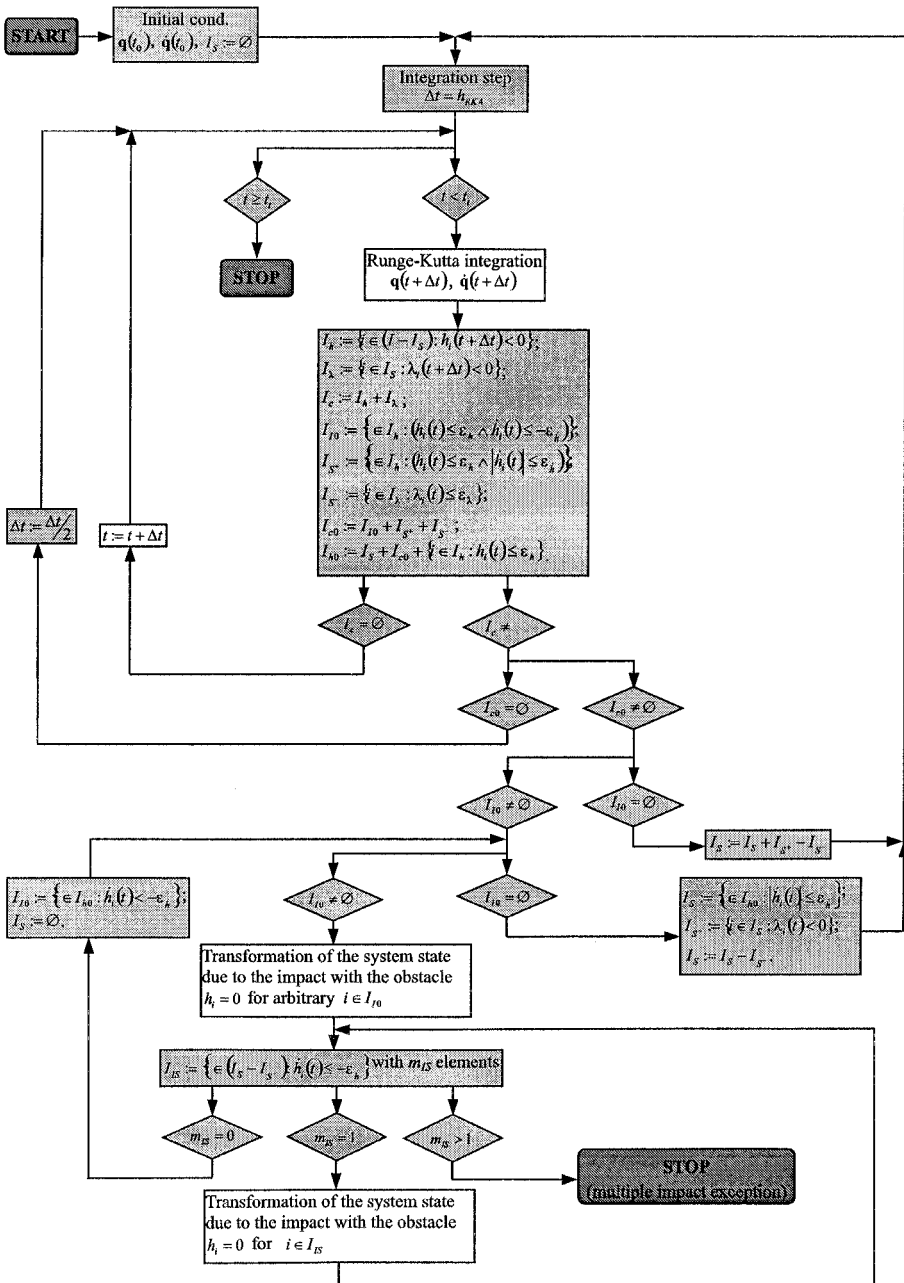 START
Initial cond.
q(t₀), q̇(t₀), I_S := ∅
Integration step
Δt = h_RK4
t ≥ t_f
t < t_f
STOP
Runge-Kutta integration
q(t + Δt), q̇(t + Δt)
I_h := {i ∈ (I − I_S): h_i(t + Δt) < 0};
I_λ := {i ∈ I_S : λ_i(t + Δt) < 0};
I_c := I_h + I_λ ;
I_I0 := {∈ I_h : (h_i(t) ≤ ε_h ∧ ḣ_i(t) ≤ −ε_ḣ)};
I_S⁺ := {∈ I_h : (h_i(t) ≤ ε_h ∧ |ḣ_i(t)| ≤ ε_ḣ)};
I_S⁻ := {i ∈ I_λ : λ_i(t) ≤ ε_λ};
I_c0 := I_I0 + I_S⁺ + I_S⁻ ;
I_h0 := I_S + I_c0 + {i ∈ I_h : h_i(t) ≤ ε_h}.
Δt := Δt/2
t := t + Δt
I_c = ∅
I_c ≠
I_c0 = ∅
I_c0 ≠ ∅
I_I0 ≠ ∅
I_I0 = ∅
I_S := I_S + I_S⁺ − I_S⁻
I_I0 := {∈ I_h0 : ḣ_i(t) < −ε_ḣ};
I_S := ∅,
I_I0 ≠ ∅
I_I0 = ∅
I_S := {∈ I_h0 : |ḣ_i(t)| ≤ ε_ḣ};
I_S⁻ := {i ∈ I_S : λ_i(t) < 0};
I_S := I_S − I_S⁻,
Transformation of the system state
due to the impact with the obstacle
h_i = 0 for arbitrary i ∈ I_I0
I_IS := {∈ (I_S − I_S⁻): ḣ_i(t) ≤ −ε_ḣ} with m_IS elements
m_IS = 0
m_IS = 1
m_IS > 1
STOP
(multiple impact exception)
Transformation of the system state
due to the impact with the obstacle
h_i = 0 for i ∈ I_IS